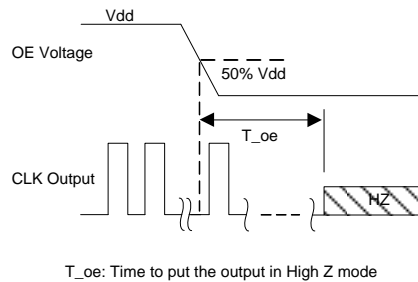 Vdd
OE Voltage
50% Vdd
T_oe
CLK Output
HZ
T_oe: Time to put the output in High Z mode